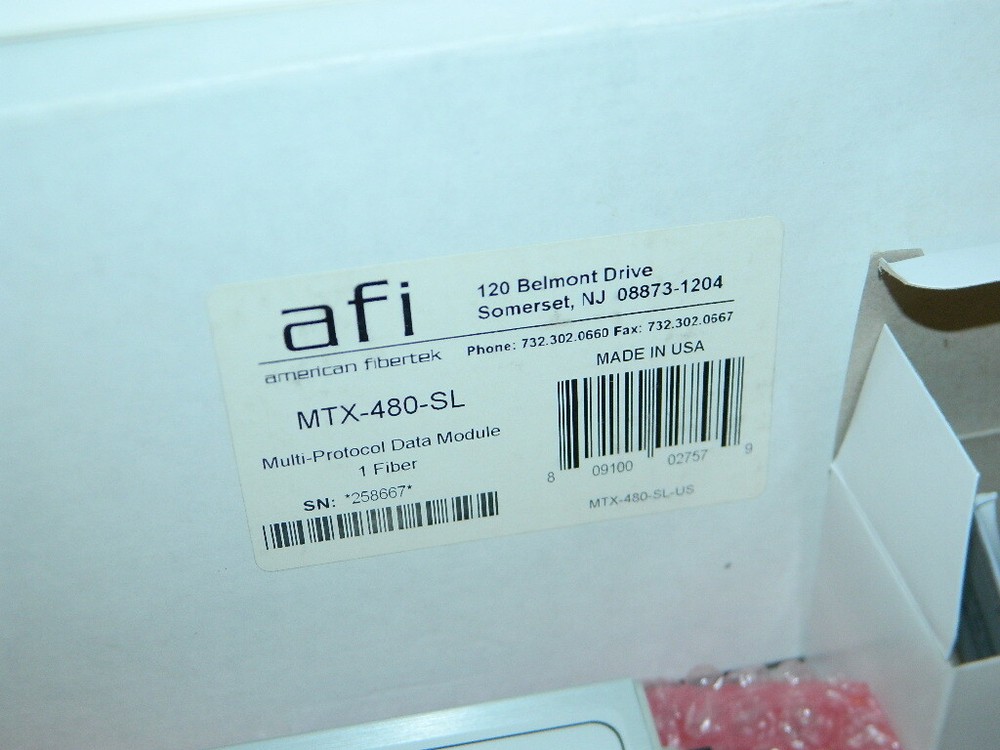 afi
american fibertek
120 Belmont Drive
Somerset, NJ 08873-1204
Phone: 732.302.0660 Fax: 732.302.0667
MTX-480-SL
Multi-Protocol Data Module
1 Fiber
SN: *258667*
MADE IN USA
8 09100 02757 9
MTX-480-SL-US